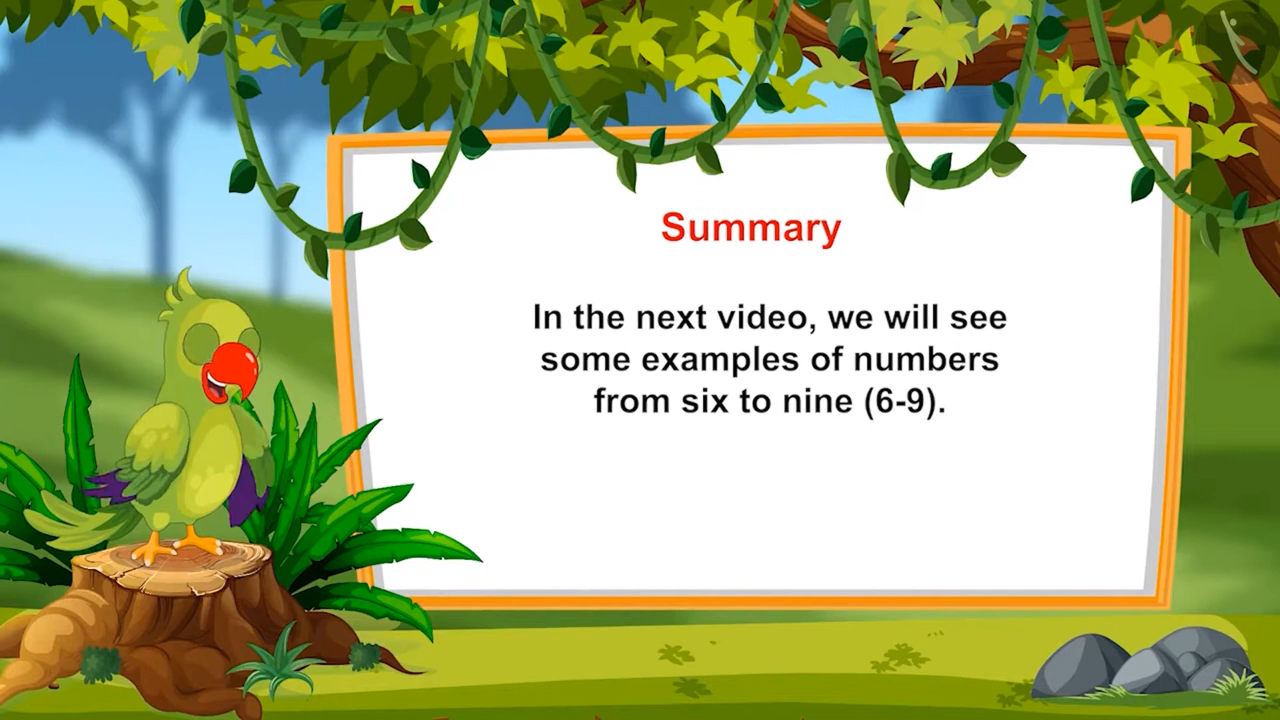 Summary
In the next video, we will see
some examples of numbers
from six to nine (6-9).